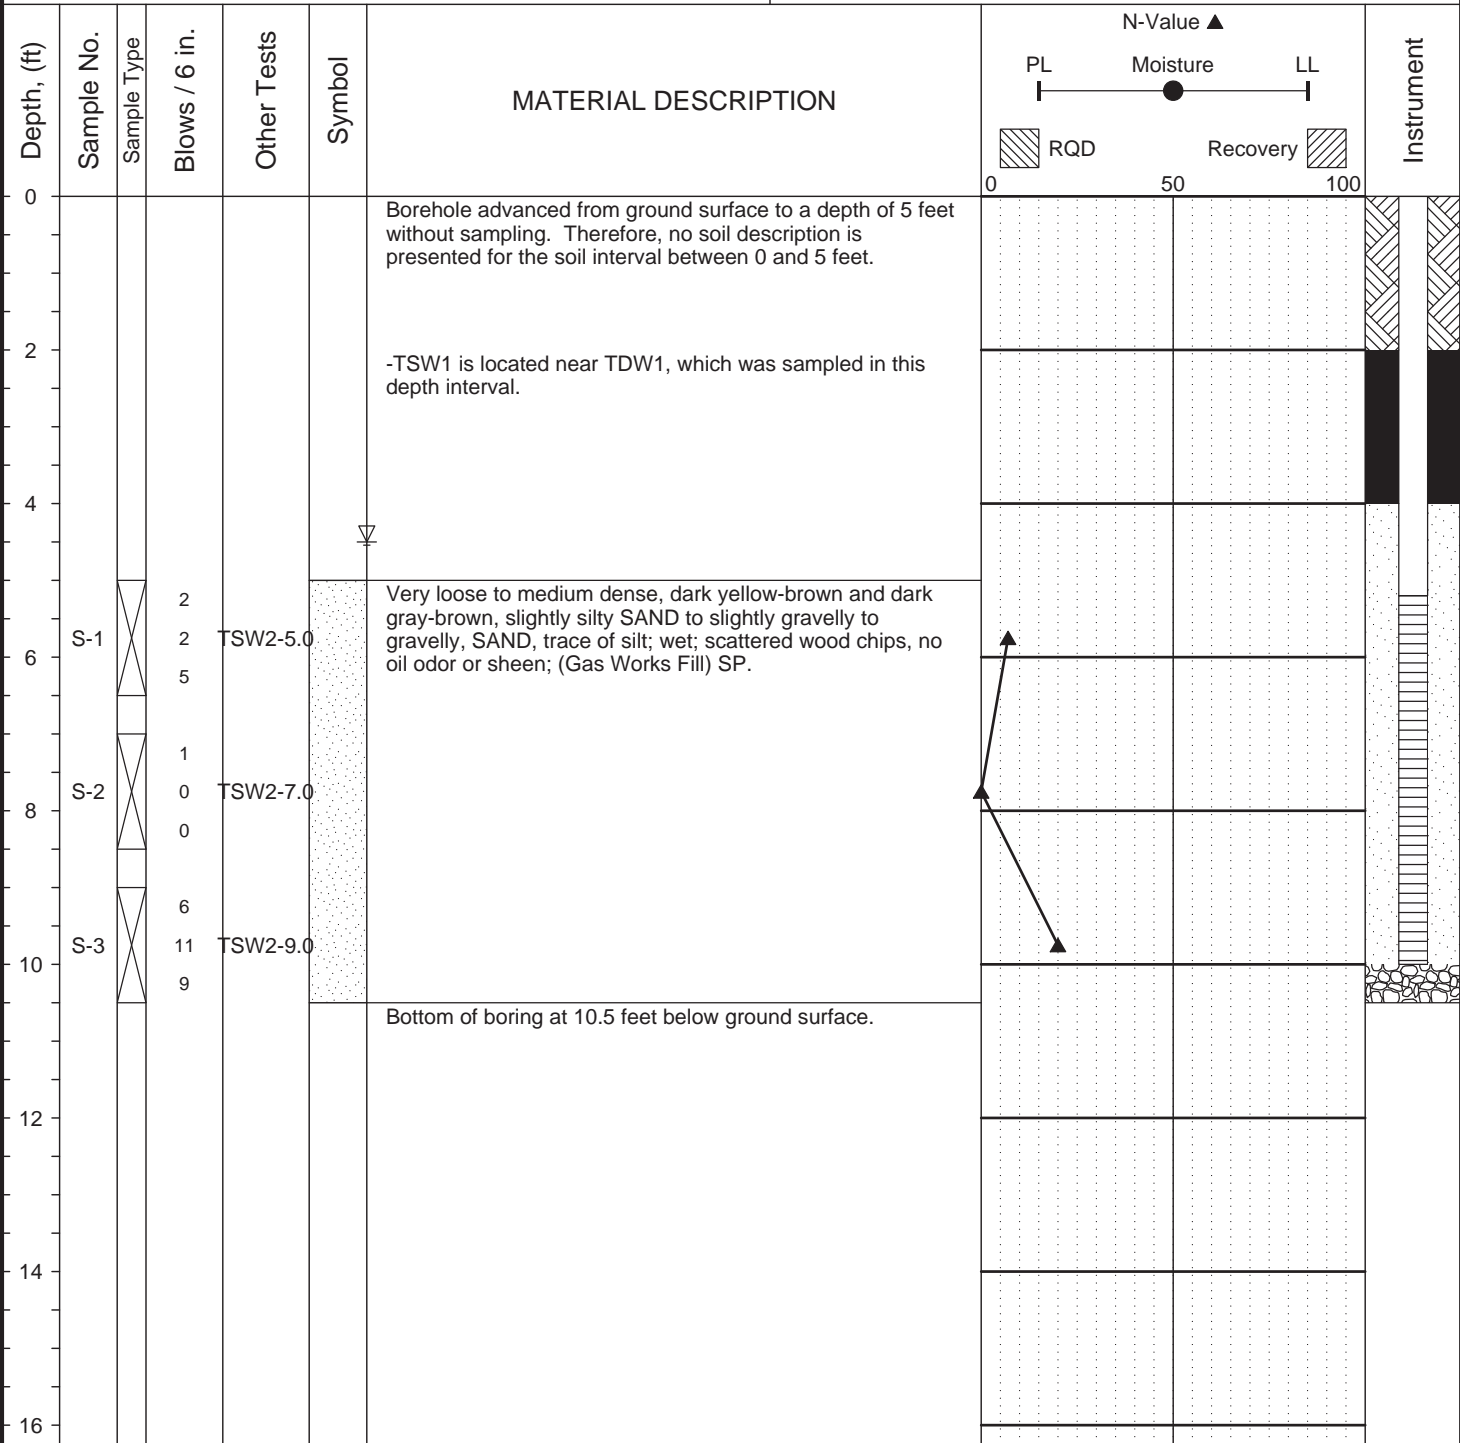 Depth, (ft)
Sample No.
Sample Type
Blows / 6 in.
Other Tests
Symbol
MATERIAL DESCRIPTION
N-Value
PL Moisture LL
RQD Recovery
0 50 100
Instrument
0
Borehole advanced from ground surface to a depth of 5 feet
without sampling. Therefore, no soil description is
presented for the soil interval between 0 and 5 feet.
2
-TSW1 is located near TDW1, which was sampled in this
depth interval.
4
2
Very loose to medium dense, dark yellow-brown and dark
gray-brown, slightly silty SAND to slightly gravelly to
S-1 2 TSW2-5.0
gravelly, SAND, trace of silt; wet; scattered wood chips, no
oil odor or sheen; (Gas Works Fill) SP.
6
5
1
S-2 0 TSW2-7.0
8
0
6
S-3 11 TSW2-9.0
10
9
Bottom of boring at 10.5 feet below ground surface.
12
14
16